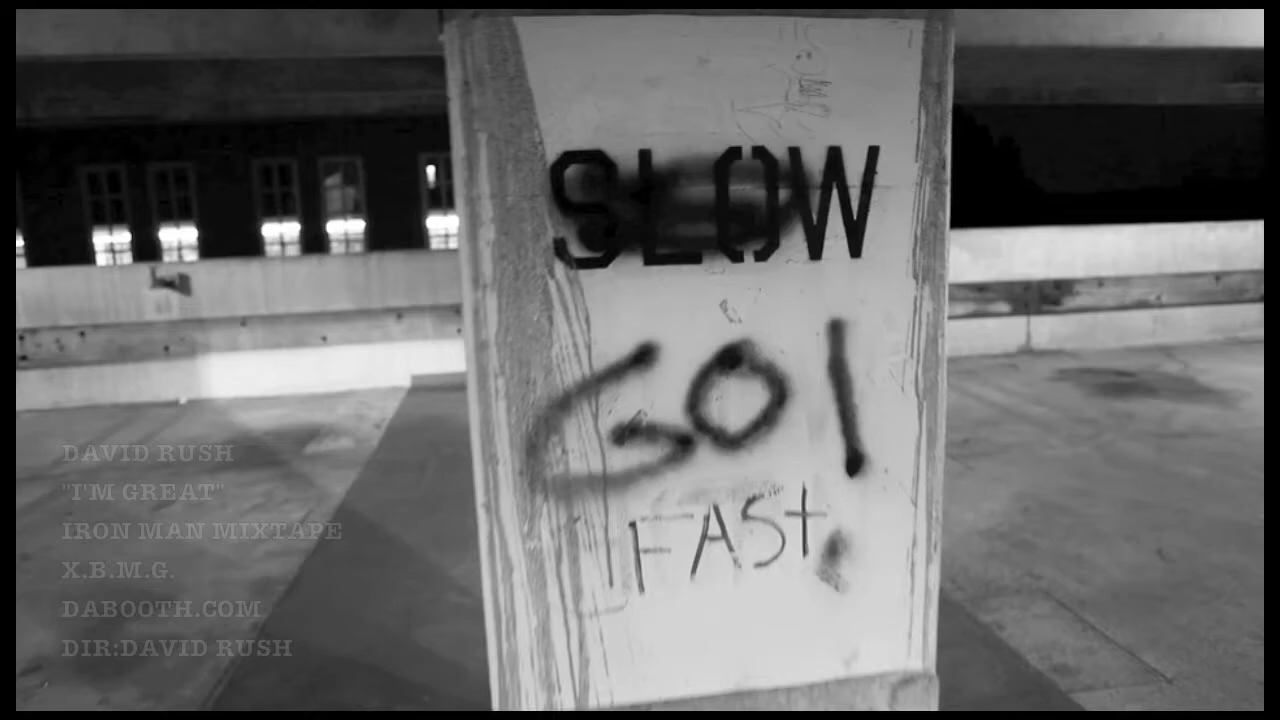 SLOW
GO!
FAST
DAVID RUSH
"I'M GREAT"
IRON MAN MIXTAPE
X.B.M.G.
DABOOTH.COM
DIR:DAVID RUSH